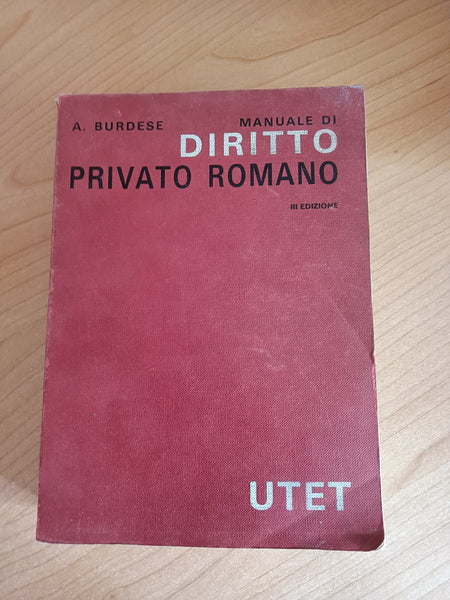 A. BURDESE MANUALE DI
DIRITTO
PRIVATO ROMANO
III EDIZIONE
UTET